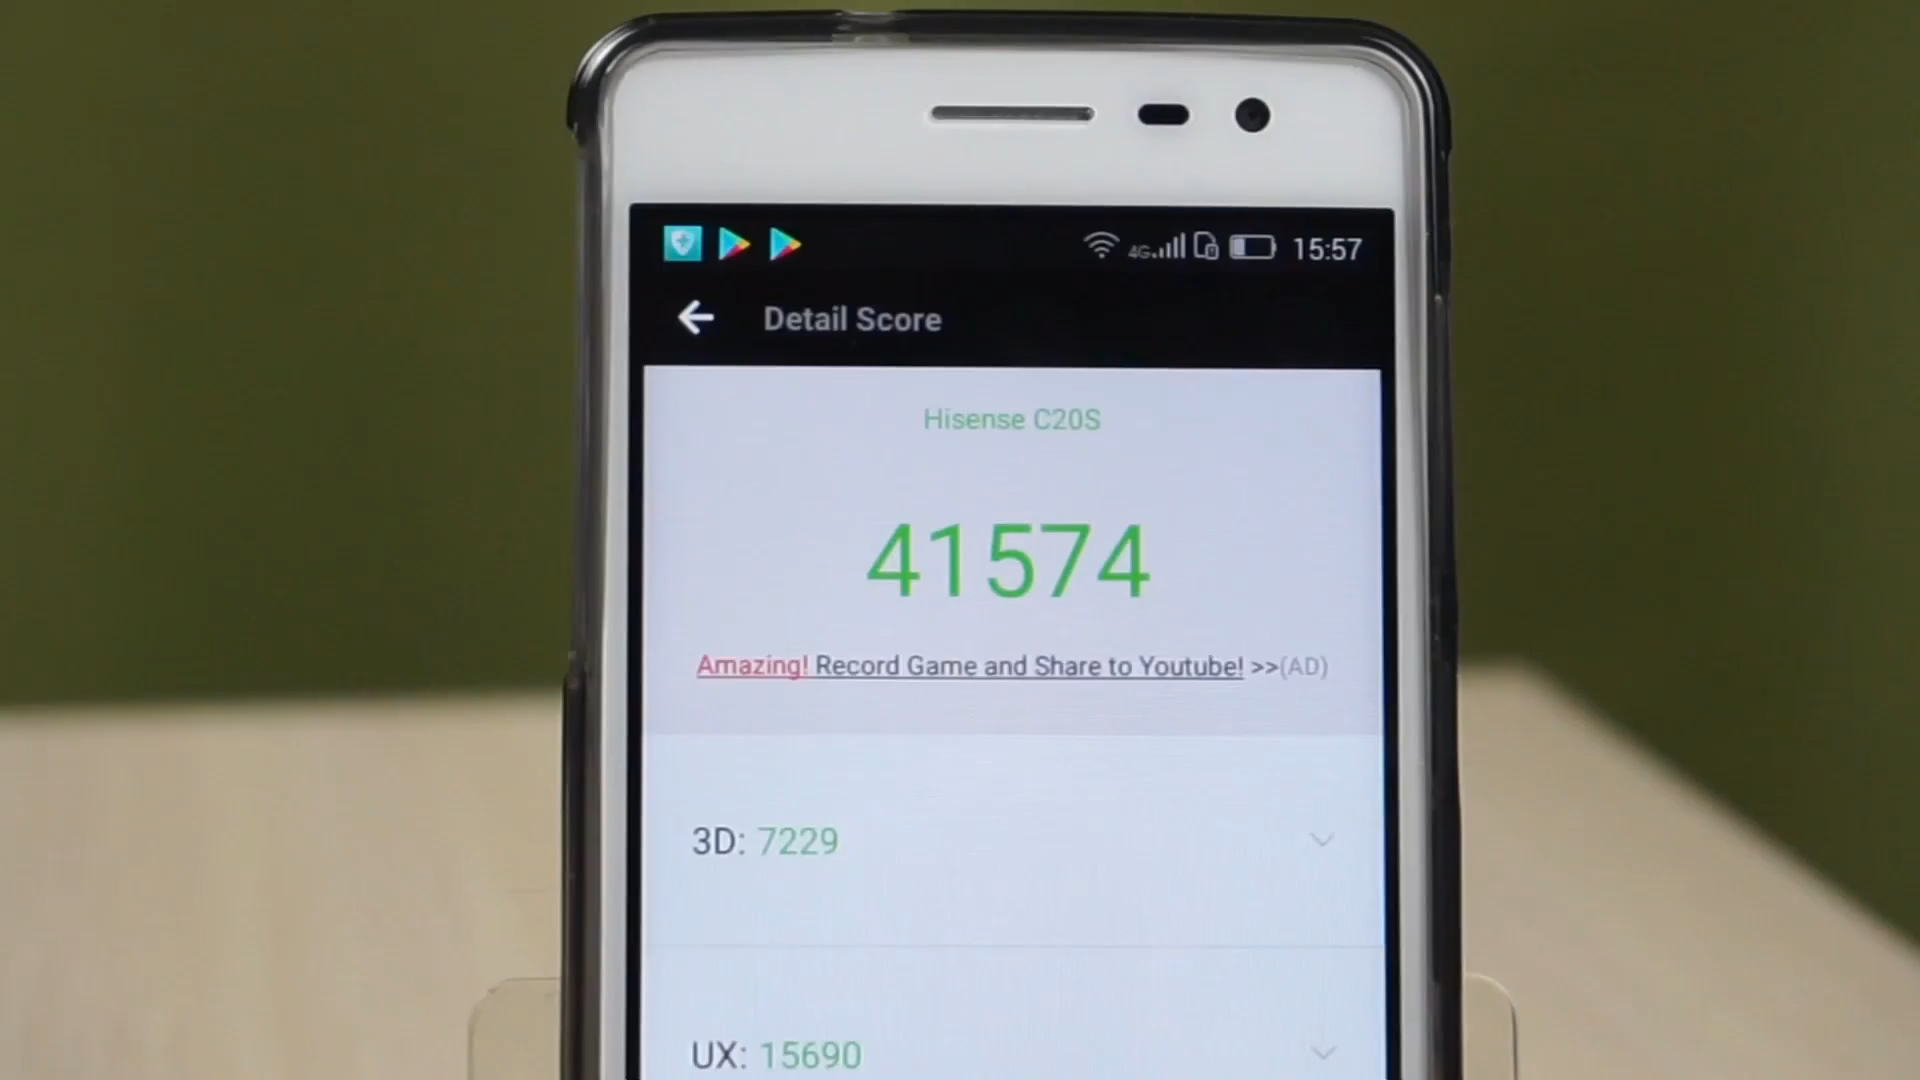 4G 15:57
Detail Score
Hisense C20S
41574
Amazing! Record Game and Share to Youtube! >>(AD)
3D: 7229
UX: 15690